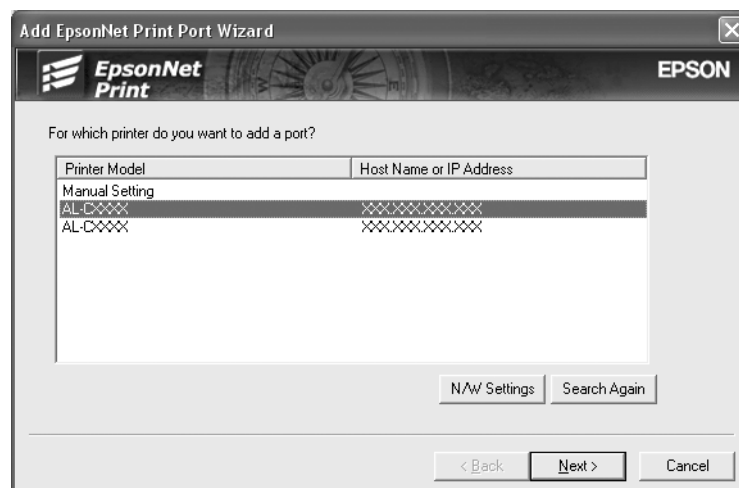 Add EpsonNet Print Port Wizard
EpsonNet
Print
EPSON
For which printer do you want to add a port?
Printer Model Host Name or IP Address
Manual Setting
AL-CXXXX XXX.XXX.XXX.XXX
AL-CXXXX XXX.XXX.XXX.XXX
N/W Settings Search Again
< Back Next > Cancel